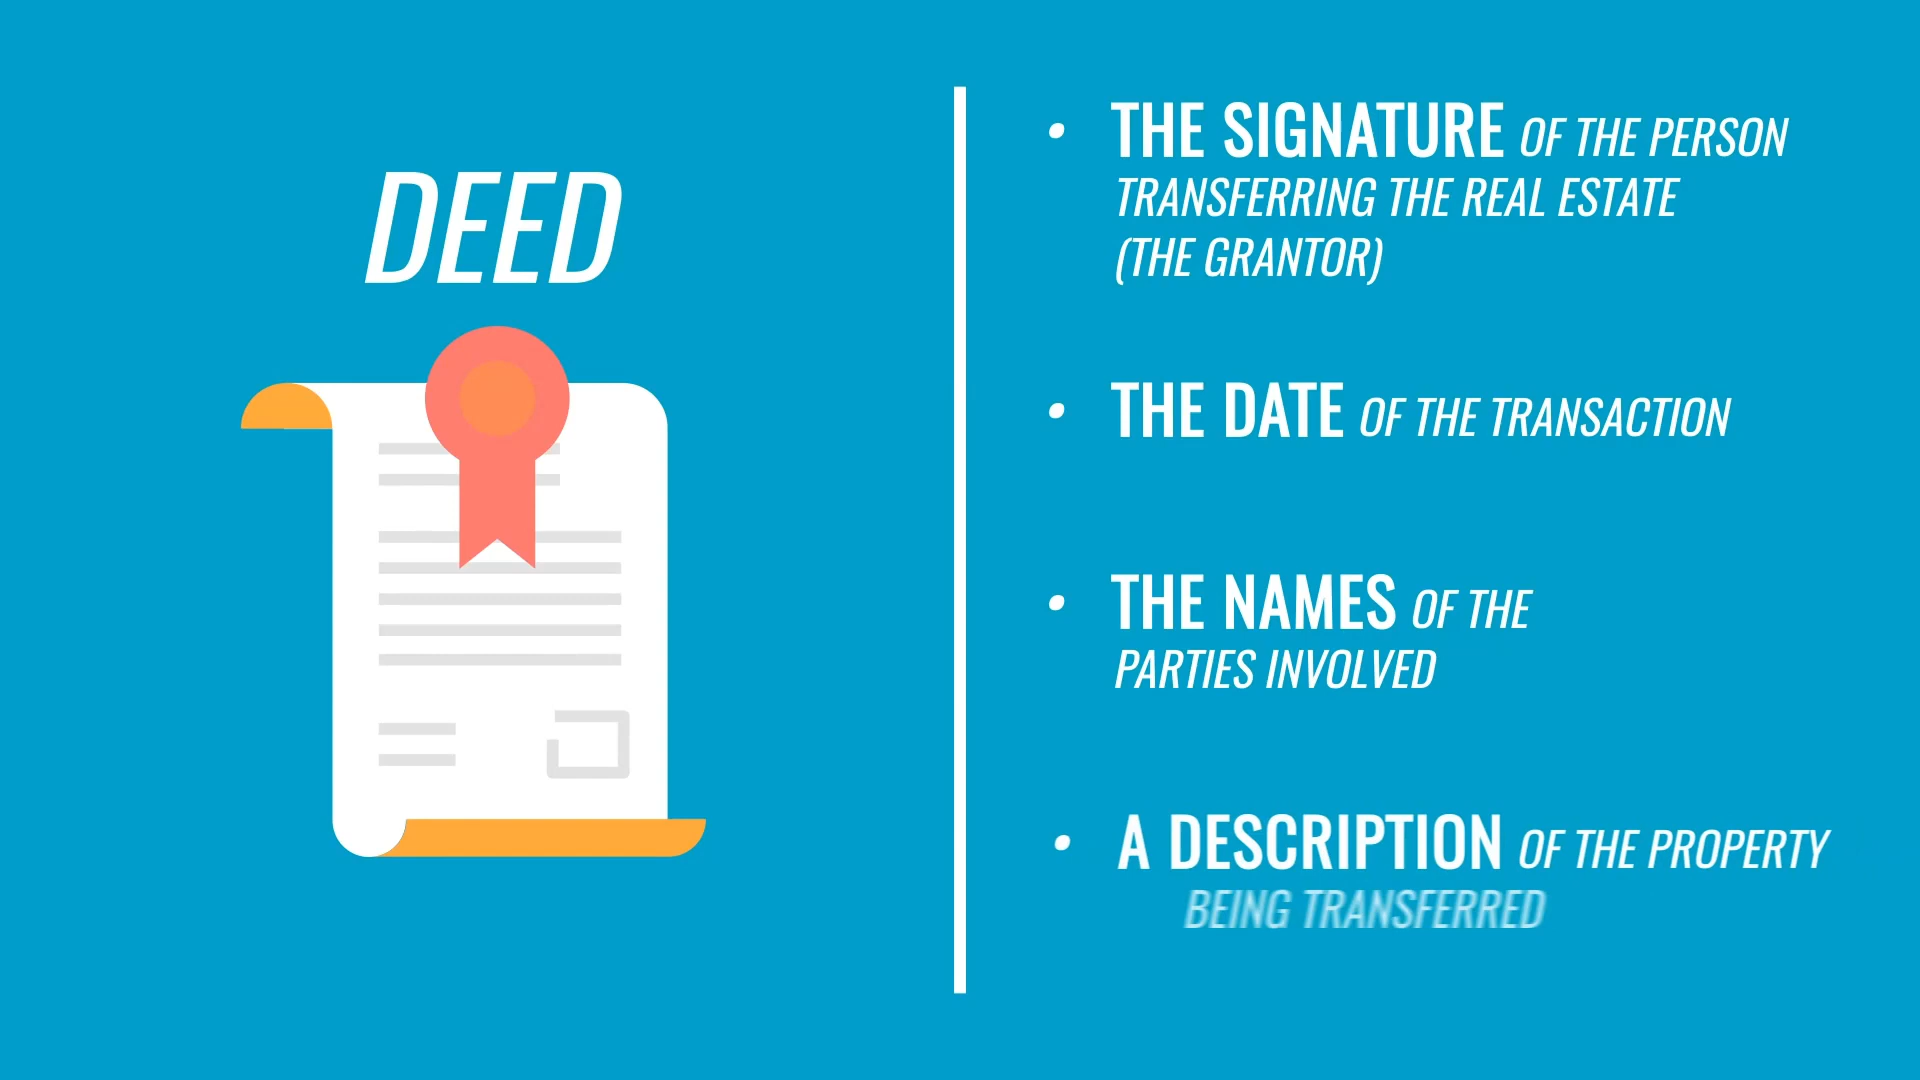 DEED
• THE SIGNATURE OF THE PERSON
TRANSFERRING THE REAL ESTATE
(THE GRANTOR)
• THE DATE OF THE TRANSACTION
• THE NAMES OF THE
PARTIES INVOLVED
• A DESCRIPTION OF THE PROPERTY
BEING TRANSFERRED